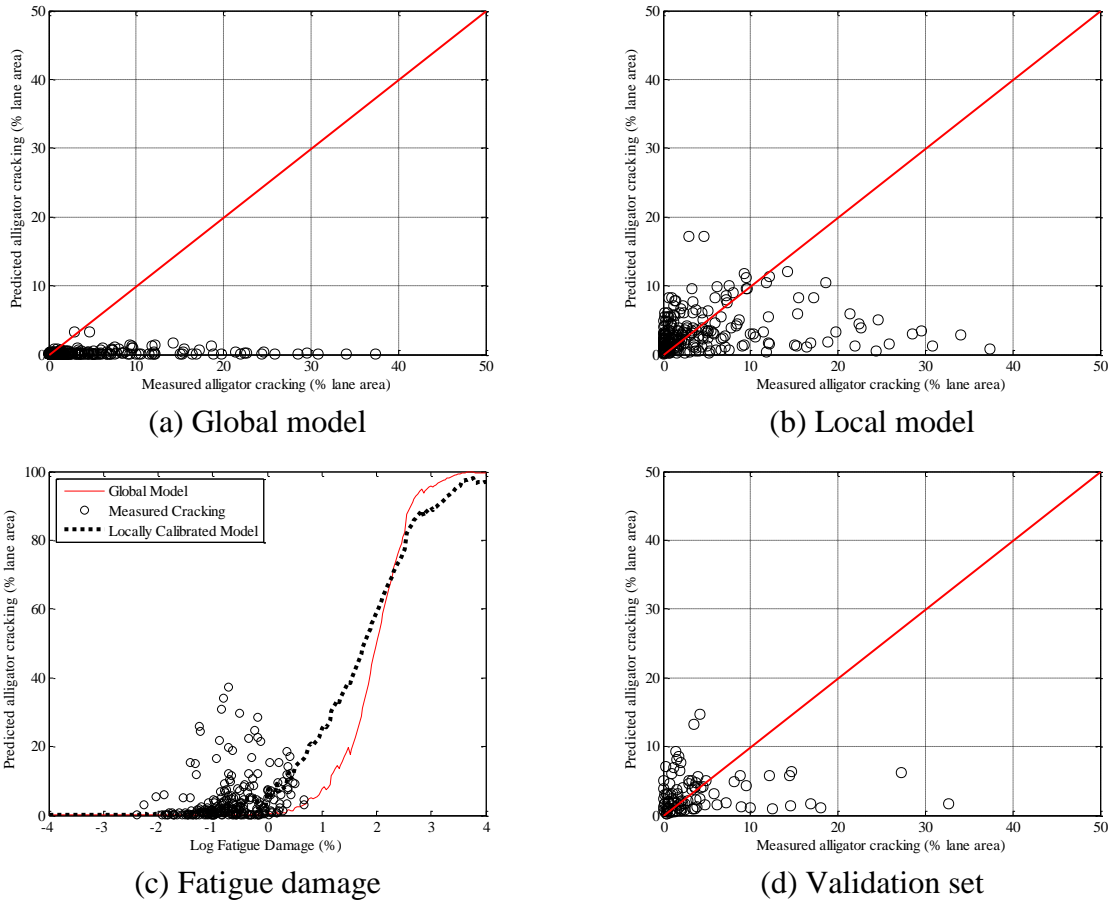 50
40
30
20
10
0
0 10 20 30 40 50
Predicted alligator cracking (% lane area)
Measured alligator cracking (% lane area)
(a) Global model
50
40
30
20
10
0
0 10 20 30 40 50
Predicted alligator cracking (% lane area)
Measured alligator cracking (% lane area)
(b) Local model
100
80
60
40
20
0
-4 -3 -2 -1 0 1 2 3 4
Predicted alligator cracking (% lane area)
Log Fatigue Damage (%)
Global Model
Measured Cracking
Locally Calibrated Model
(c) Fatigue damage
50
40
30
20
10
0
0 10 20 30 40 50
Predicted alligator cracking (% lane area)
Measured alligator cracking (% lane area)
(d) Validation set